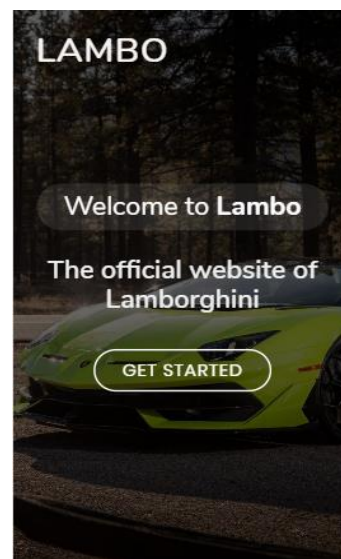 LAMBO
Welcome to Lambo
The official website of
Lamborghini
GET STARTED